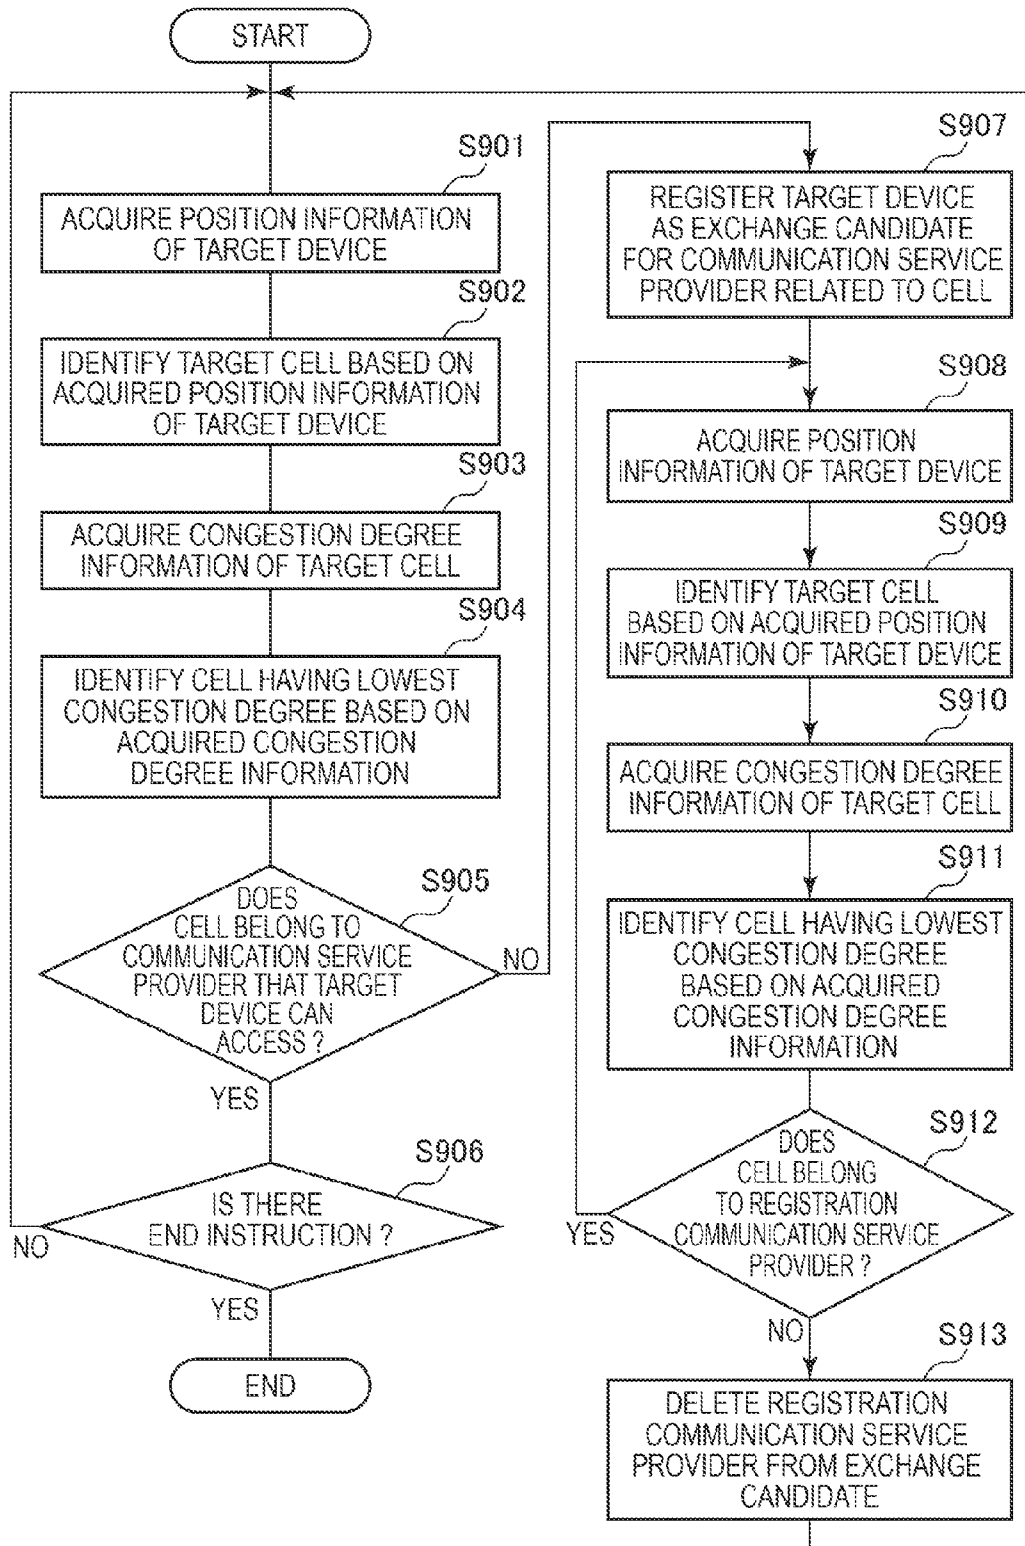 START
S901
ACQUIRE POSITION INFORMATION
OF TARGET DEVICE
S902
IDENTIFY TARGET CELL BASED ON
ACQUIRED POSITION INFORMATION
OF TARGET DEVICE
S903
ACQUIRE CONGESTION DEGREE
INFORMATION OF TARGET CELL
S904
IDENTIFY CELL HAVING LOWEST
CONGESTION DEGREE BASED ON
ACQUIRED CONGESTION
DEGREE INFORMATION
S905
DOES
CELL BELONG TO
COMMUNICATION SERVICE
PROVIDER THAT TARGET
DEVICE CAN
ACCESS ?
NO
YES
S906
IS THERE
END INSTRUCTION ?
NO
YES
END
S907
REGISTER TARGET DEVICE
AS EXCHANGE CANDIDATE
FOR COMMUNICATION SERVICE
PROVIDER RELATED TO CELL
S908
ACQUIRE POSITION
INFORMATION OF TARGET DEVICE
S909
IDENTIFY TARGET CELL
BASED ON ACQUIRED POSITION
INFORMATION OF TARGET DEVICE
S910
ACQUIRE CONGESTION DEGREE
INFORMATION OF TARGET CELL
S911
IDENTIFY CELL HAVING LOWEST
CONGESTION DEGREE
BASED ON ACQUIRED
CONGESTION DEGREE
INFORMATION
S912
DOES
CELL BELONG
TO REGISTRATION
COMMUNICATION SERVICE
PROVIDER ?
YES
NO
S913
DELETE REGISTRATION
COMMUNICATION SERVICE
PROVIDER FROM EXCHANGE
CANDIDATE